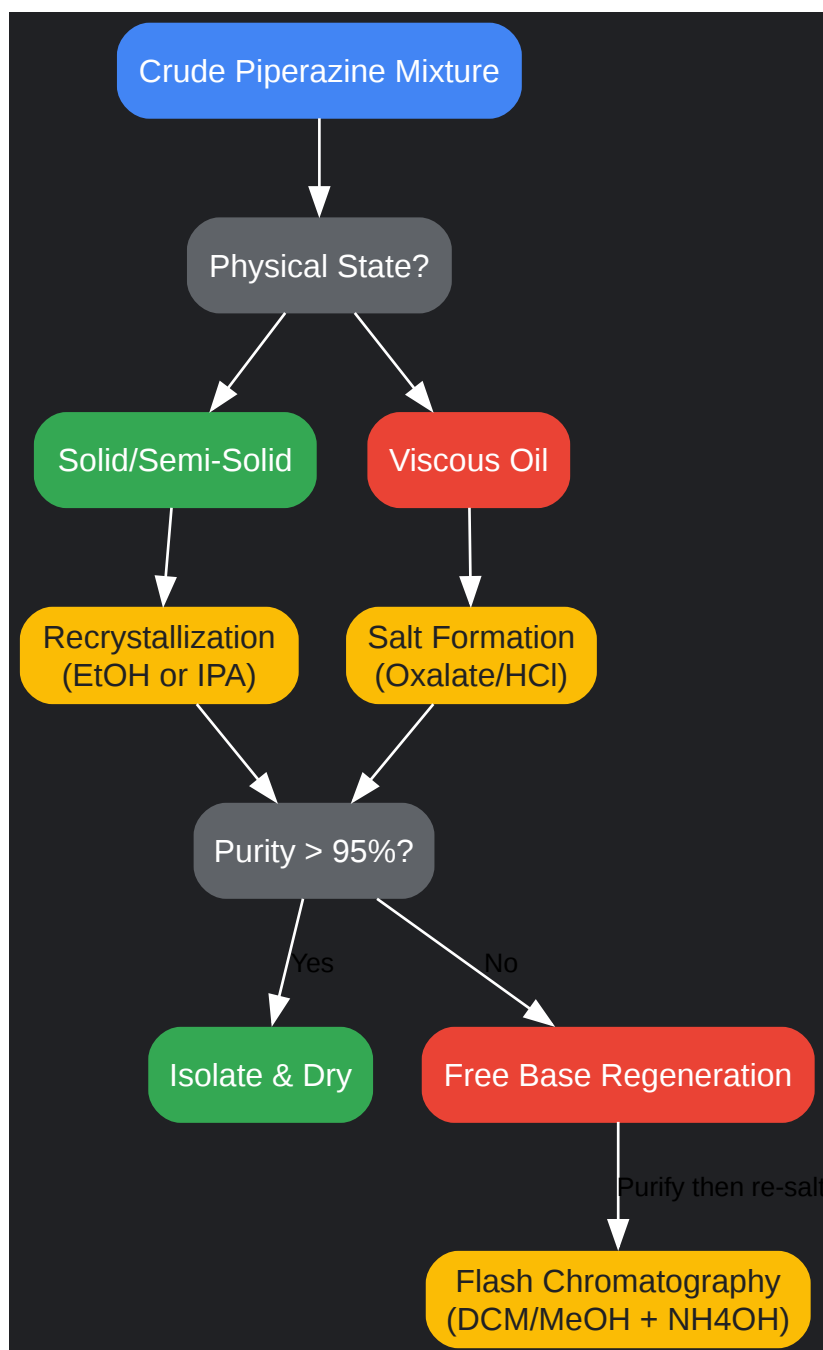 Crude Piperazine Mixture
Physical State?
Solid/Semi-Solid
Viscous Oil
Recrystallization
(EtOH or IPA)
Salt Formation
(Oxalate/HCl)
Purity > 95%?
Yes
No
Isolate & Dry
Free Base Regeneration
Purify then re-salt
Flash Chromatography
(DCM/MeOH + NH4OH)